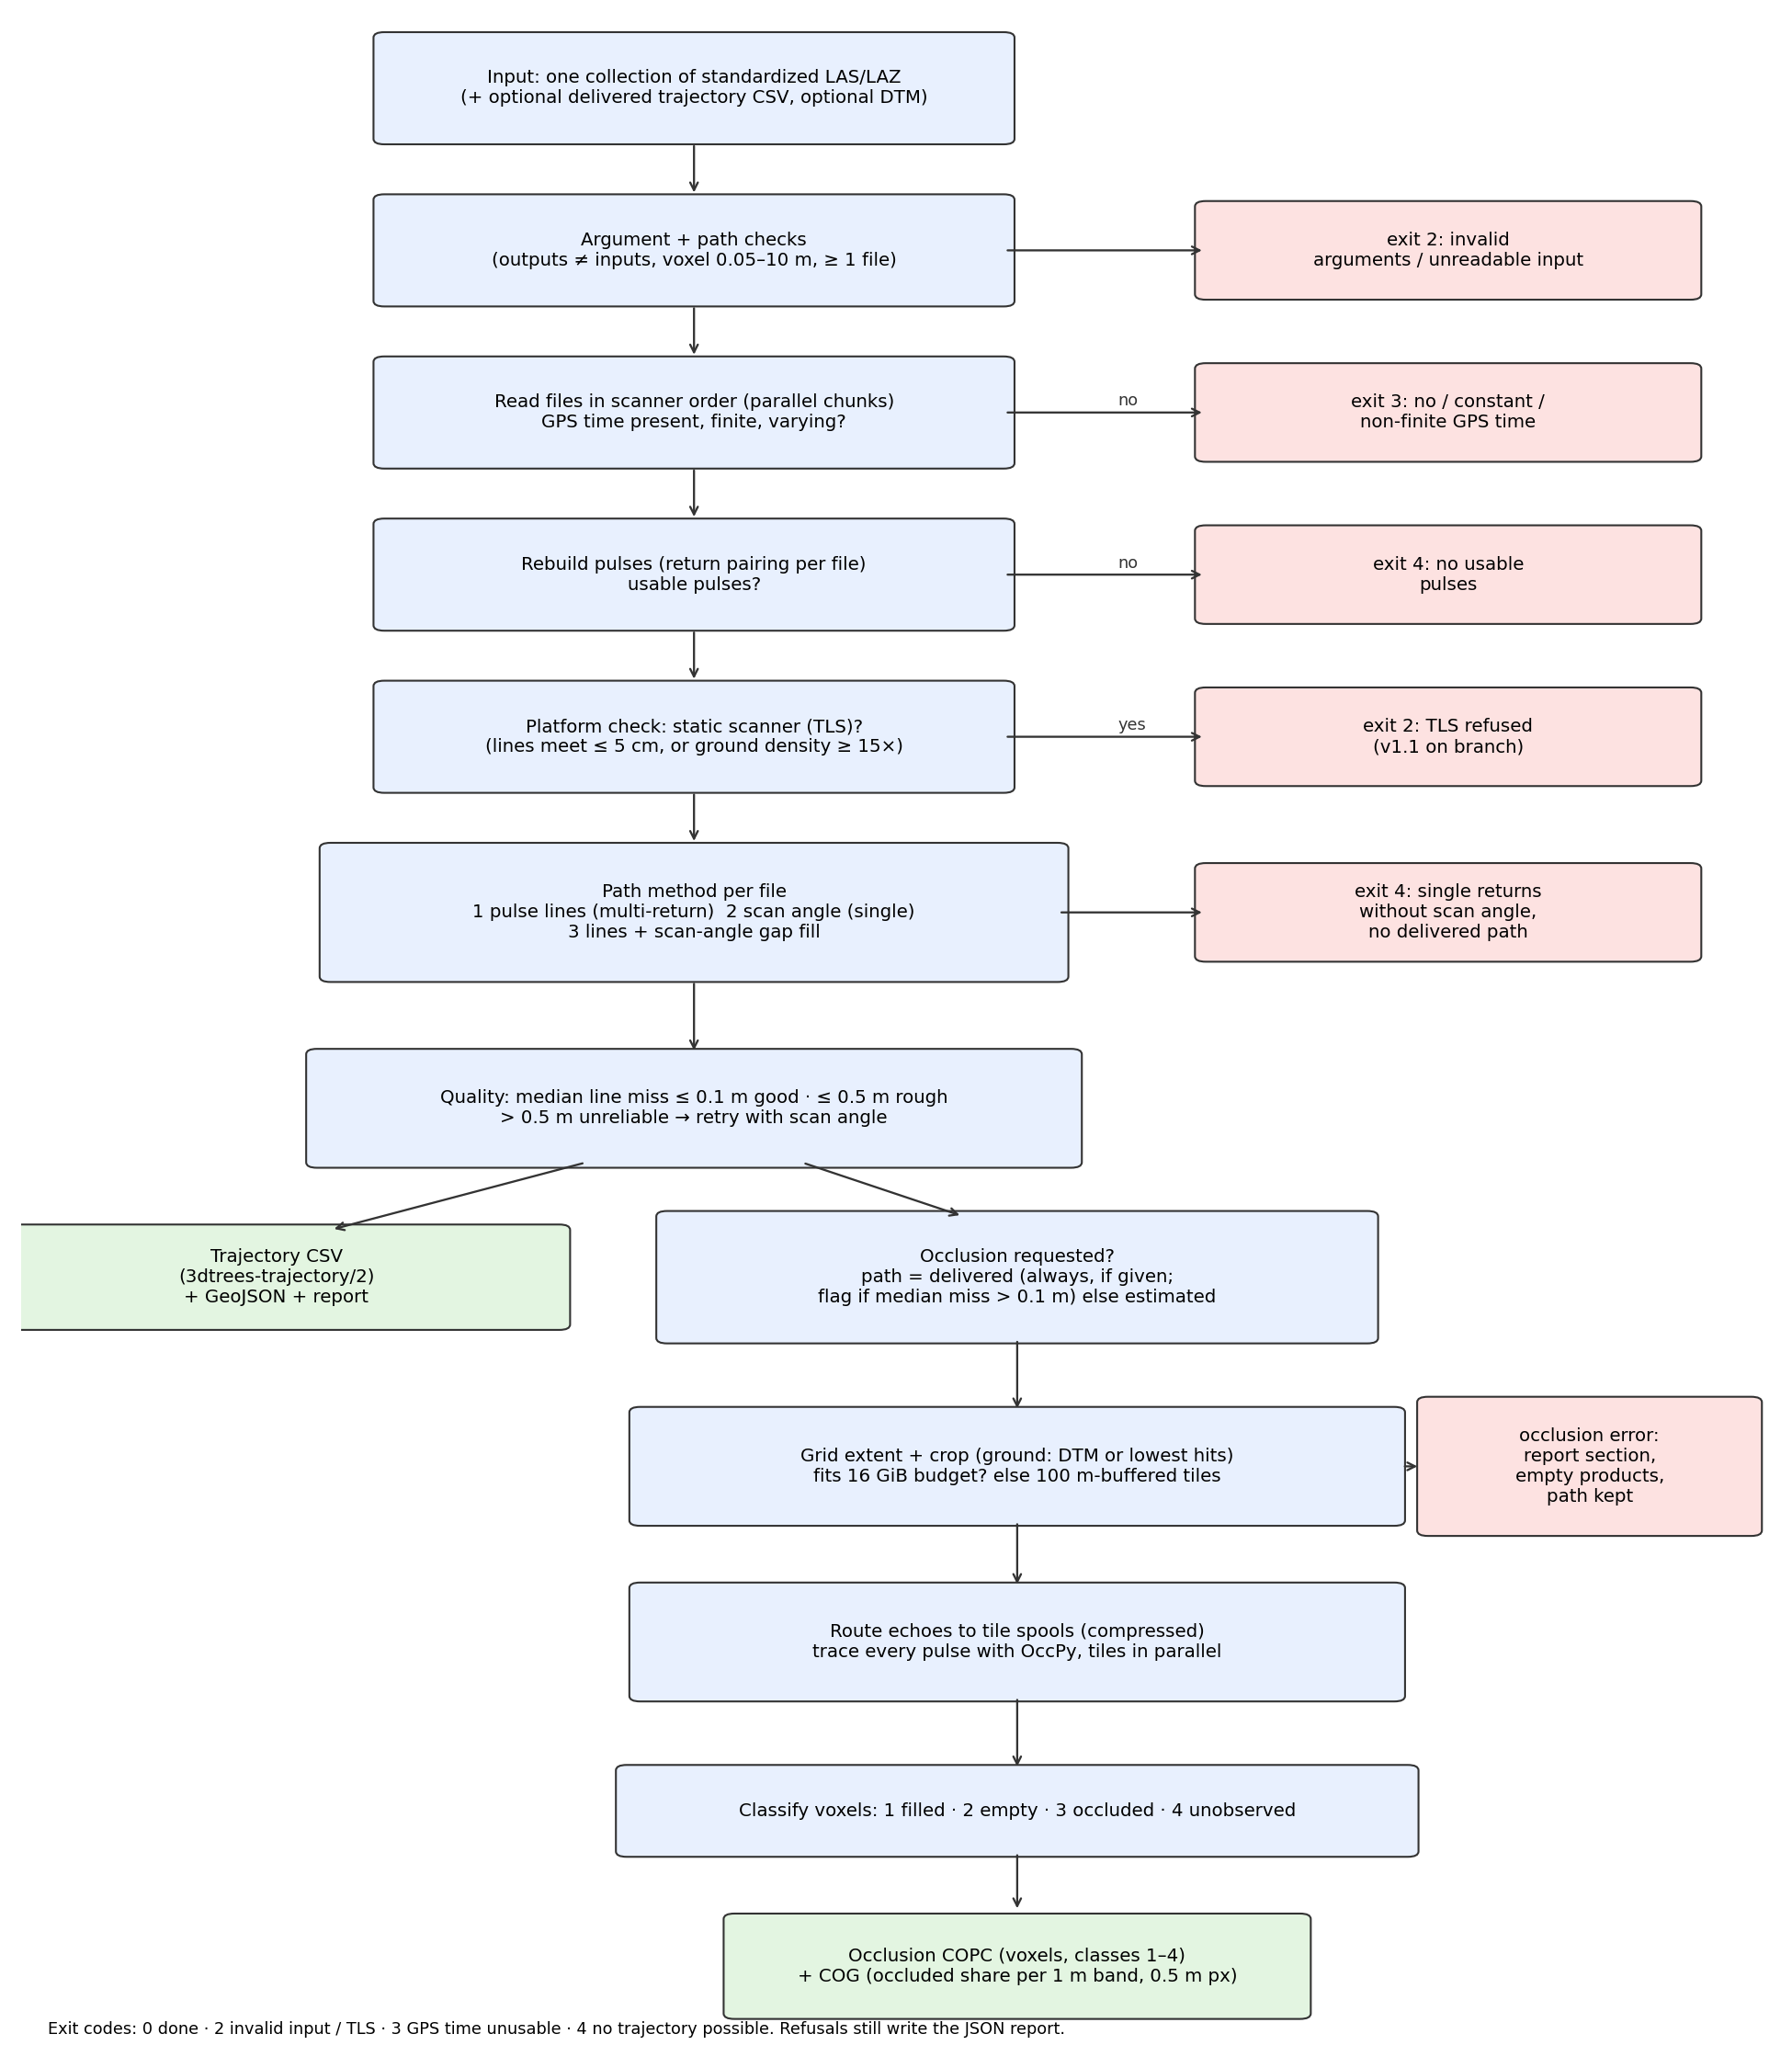 Input: one collection of standardized LAS/LAZ
(+ optional delivered trajectory CSV, optional DTM)
Argument + path checks
(outputs ≠ inputs, voxel 0.05–10 m, ≥ 1 file)
exit 2: invalid
arguments / unreadable input
Read files in scanner order (parallel chunks)
GPS time present, finite, varying?
no
exit 3: no / constant /
non-finite GPS time
Rebuild pulses (return pairing per file)
usable pulses?
no
exit 4: no usable
pulses
Platform check: static scanner (TLS)?
(lines meet ≤ 5 cm, or ground density ≥ 15×)
yes
exit 2: TLS refused
(v1.1 on branch)
Path method per file
1 pulse lines (multi-return)  2 scan angle (single)
3 lines + scan-angle gap fill
exit 4: single returns
without scan angle,
no delivered path
Quality: median line miss ≤ 0.1 m good · ≤ 0.5 m rough
> 0.5 m unreliable → retry with scan angle
Trajectory CSV
(3dtrees-trajectory/2)
+ GeoJSON + report
Occlusion requested?
path = delivered (always, if given;
flag if median miss > 0.1 m) else estimated
Grid extent + crop (ground: DTM or lowest hits)
fits 16 GiB budget? else 100 m-buffered tiles
occlusion error:
report section,
empty products,
path kept
Route echoes to tile spools (compressed)
trace every pulse with OccPy, tiles in parallel
Classify voxels: 1 filled · 2 empty · 3 occluded · 4 unobserved
Occlusion COPC (voxels, classes 1–4)
+ COG (occluded share per 1 m band, 0.5 m px)
Exit codes: 0 done · 2 invalid input / TLS · 3 GPS time unusable · 4 no trajectory possible. Refusals still write the JSON report.